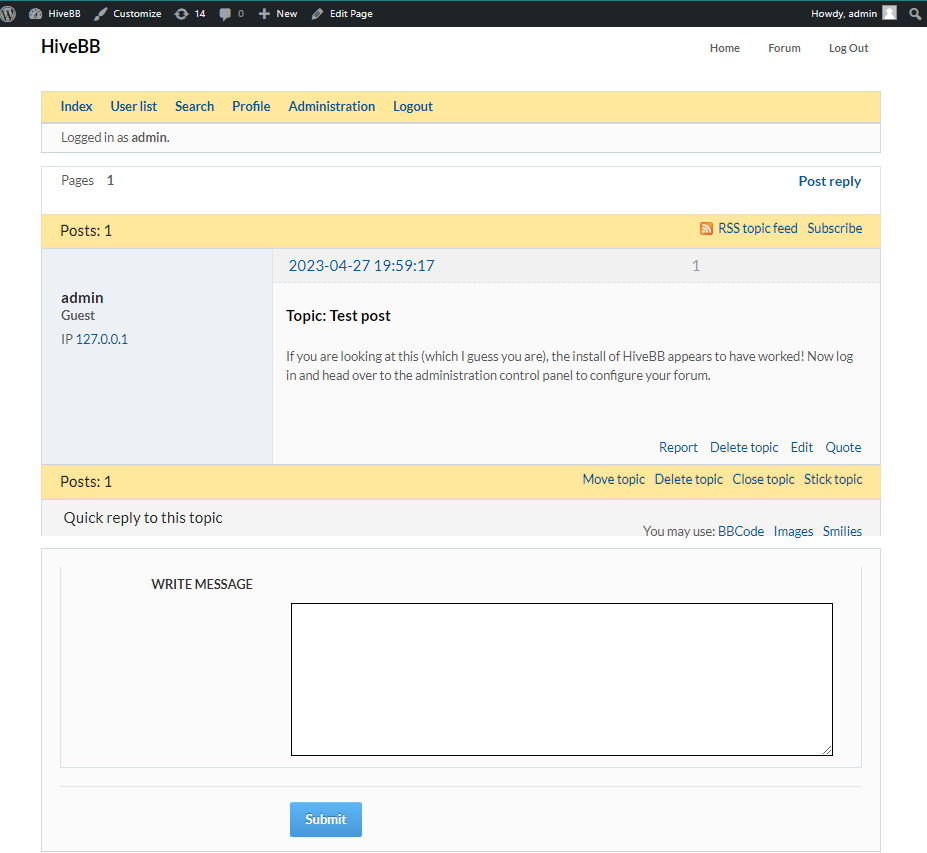 HiveBB Customize 14 0 New Edit Page Howdy, admin
HiveBB Home Forum Log Out
Index User list Search Profile Administration Logout
Logged in as admin.
Pages 1 Post reply
Posts: 1 RSS topic feed Subscribe
2023-04-27 19:59:17 1
admin
Guest
IP 127.0.0.1
Topic: Test post
If you are looking at this (which I guess you are), the install of HiveBB appears to have worked! Now log
in and head over to the administration control panel to configure your forum.
Report Delete topic Edit Quote
Posts: 1 Move topic Delete topic Close topic Stick topic
Quick reply to this topic
You may use: BBCode Images Smilies
WRITE MESSAGE
Submit